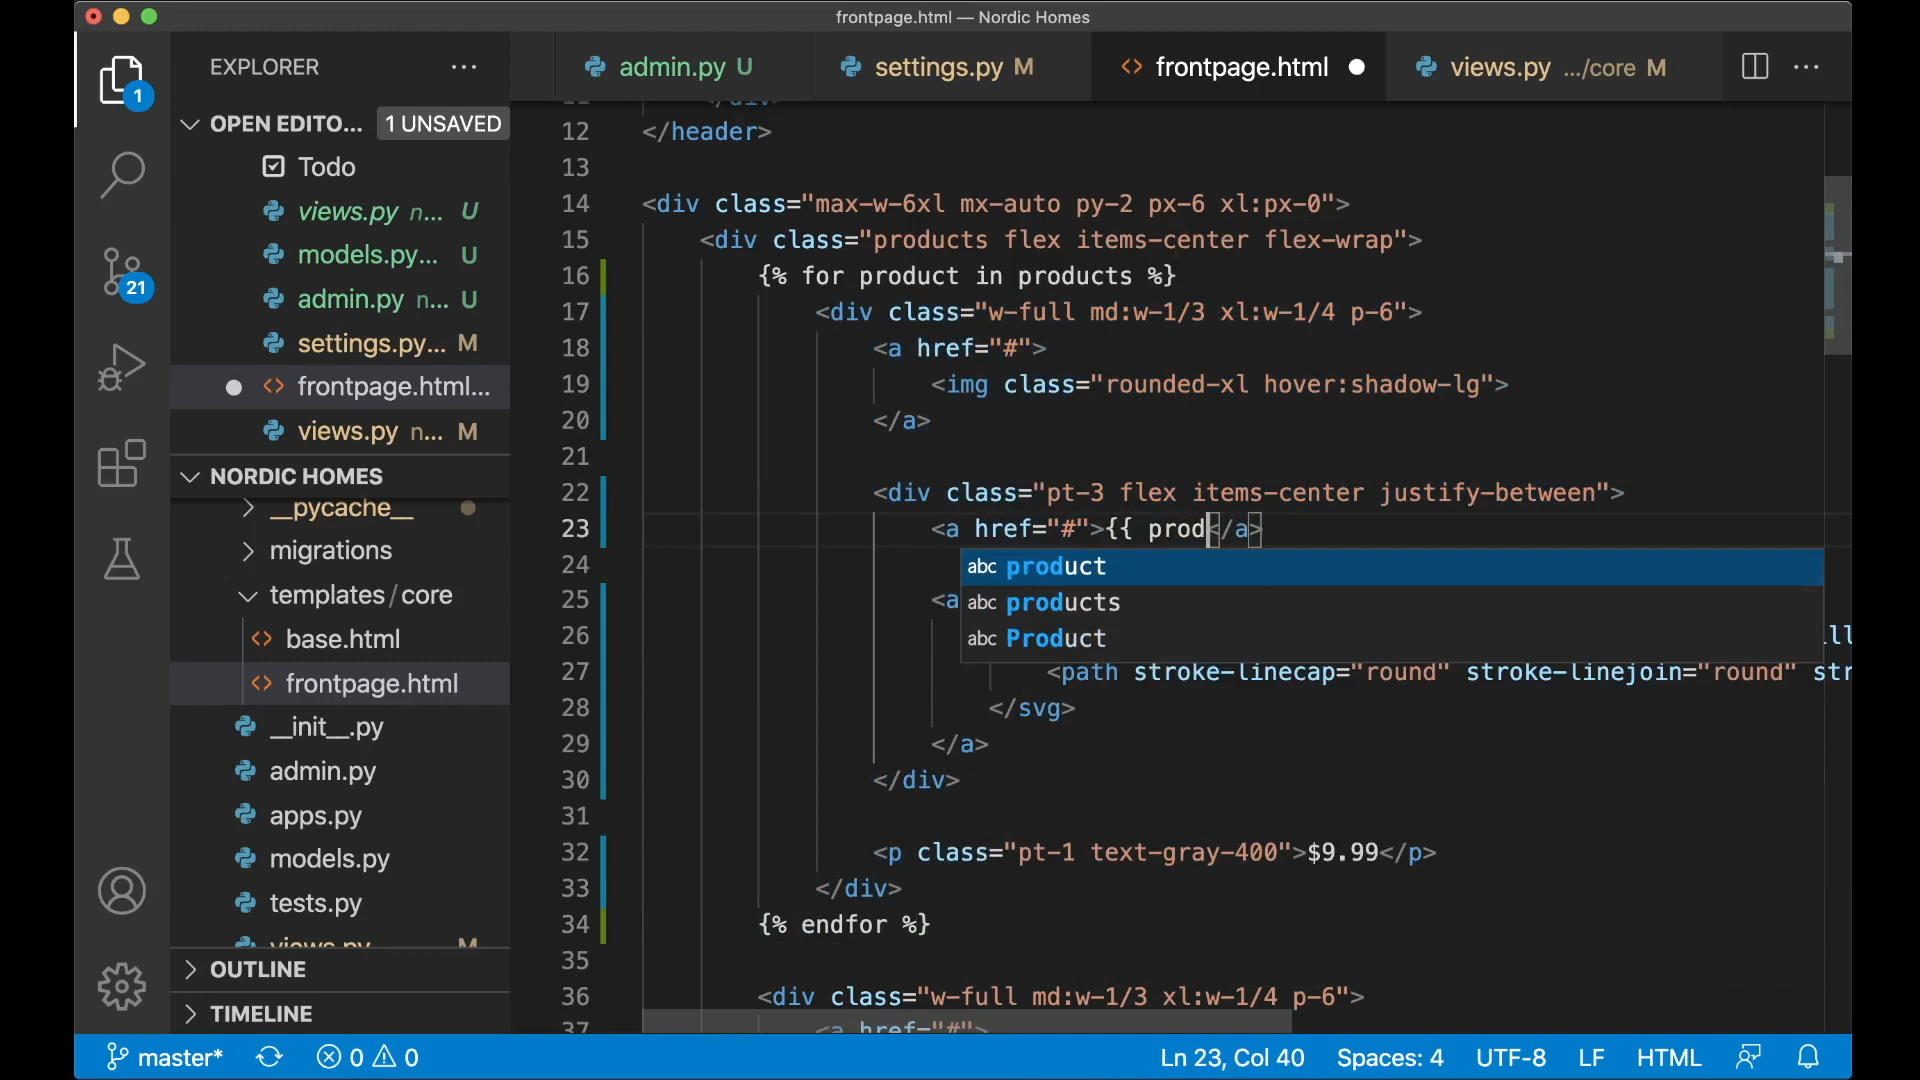 frontpage.html — Nordic Homes
EXPLORER
admin.py U
settings.py M
frontpage.html
views.py .../core M
1
OPEN EDITO... 1 UNSAVED
Todo
views.py n... U
models.py... U
admin.py n... U
settings.py... M
frontpage.html...
views.py n... M
NORDIC HOMES
__pycache__
migrations
templates/core
base.html
frontpage.html
__init__.py
admin.py
apps.py
models.py
tests.py
views.py M
OUTLINE
TIMELINE
21
</div>
12 </header>
13
14 <div class="max-w-6xl mx-auto py-2 px-6 xl:px-0">
15 <div class="products flex items-center flex-wrap">
16 {% for product in products %}
17 <div class="w-full md:w-1/3 xl:w-1/4 p-6">
18 <a href="#">
19 <img class="rounded-xl hover:shadow-lg">
20 </a>
21
22 <div class="pt-3 flex items-center justify-between">
23 <a href="#">{{ prod</a>
24
abc product
25 <a
abc products
26
abc Product
ill
27 <path stroke-linecap="round" stroke-linejoin="round" str
28 </svg>
29 </a>
30 </div>
31
32 <p class="pt-1 text-gray-400">$9.99</p>
33 </div>
34 {% endfor %}
35
36 <div class="w-full md:w-1/3 xl:w-1/4 p-6">
37 <a href="#">
master* 0 0
Ln 23, Col 40 Spaces: 4 UTF-8 LF HTML